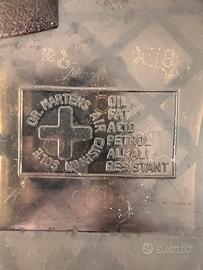 DR. MARTENS AIR CUSHION SOLE
OIL
FAT
ACID
PETROL
ALKALI
RESISTANT
subito